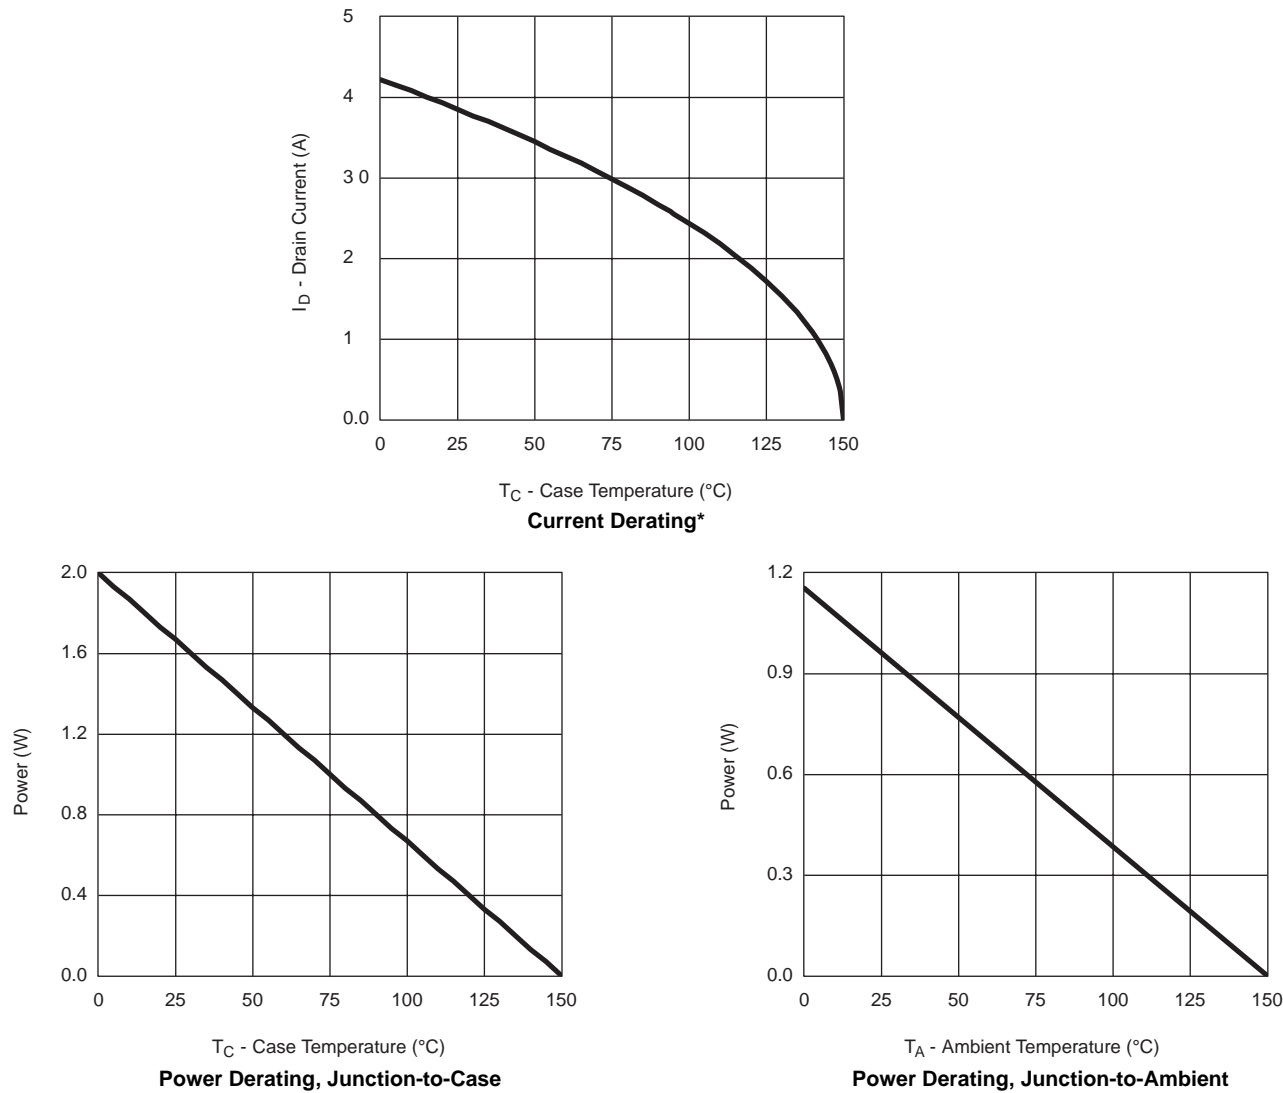 5
4
3 0
2
1
0.0
I_D - Drain Current (A)
0 25 50 75 100 125 150
T_C - Case Temperature (°C)
Current Derating*
2.0
1.6
1.2
0.8
0.4
0.0
Power (W)
0 25 50 75 100 125 150
T_C - Case Temperature (°C)
Power Derating, Junction-to-Case
1.2
0.9
0.6
0.3
0.0
Power (W)
0 25 50 75 100 125 150
T_A - Ambient Temperature (°C)
Power Derating, Junction-to-Ambient